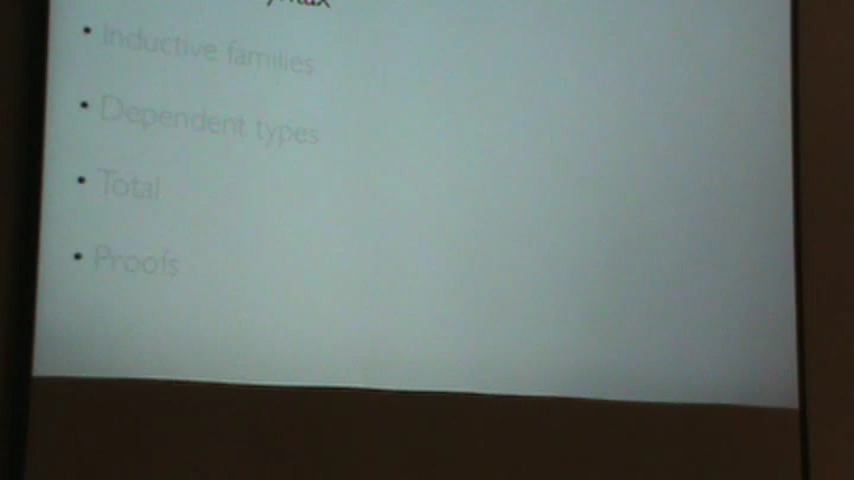 Inductive families
Dependent types
Total
Proofs